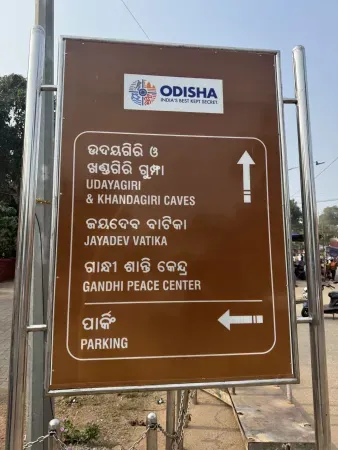 ODISHA
INDIA'S BEST KEPT SECRET
ଉଦୟଗିରି ଓ
ଖଣ୍ଡଗିରି ଗୁମ୍ଫା
UDAYAGIRI
& KHANDAGIRI CAVES
ଜୟଦେବ ବାଟିକା
JAYADEV VATIKA
ଗାନ୍ଧୀ ଶାନ୍ତି କେନ୍ଦ୍ର
GANDHI PEACE CENTER
ପାର୍କିଂ
PARKING